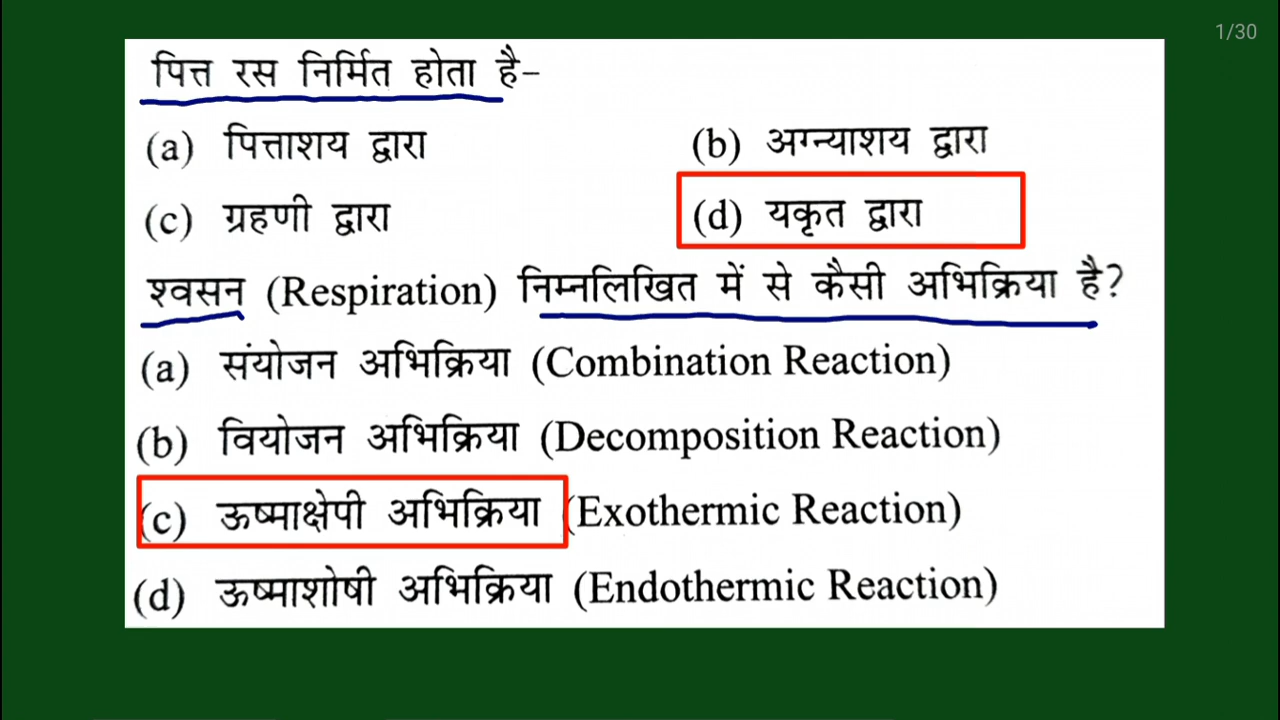 1/30
पित्त रस निर्मित होता है-
(a) पित्ताशय द्वारा (b) अग्न्याशय द्वारा
(c) ग्रहणी द्वारा (d) यकृत द्वारा
श्वसन (Respiration) निम्नलिखित में से कैसी अभिक्रिया है?
(a) संयोजन अभिक्रिया (Combination Reaction)
(b) वियोजन अभिक्रिया (Decomposition Reaction)
(c) ऊष्माक्षेपी अभिक्रिया (Exothermic Reaction)
(d) ऊष्माशोषी अभिक्रिया (Endothermic Reaction)